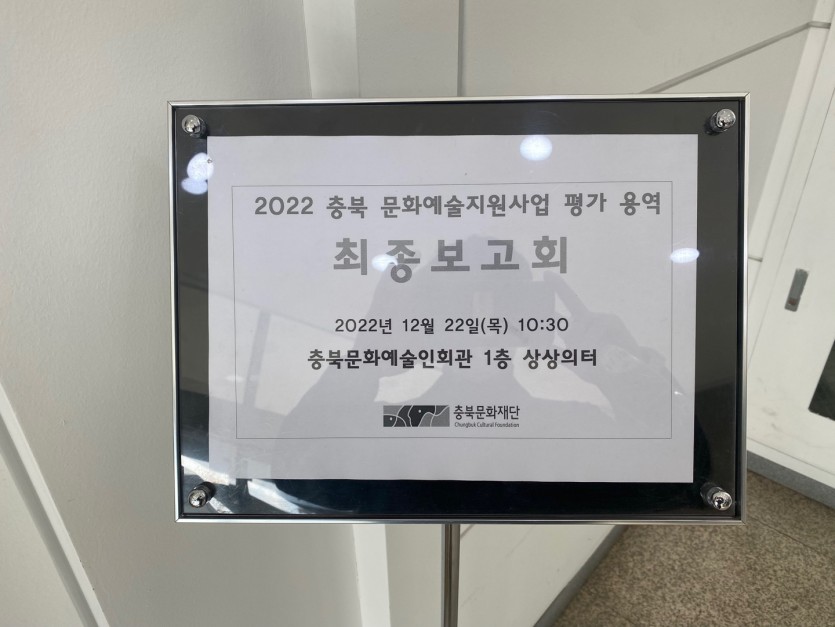 2022 충북 문화예술지원사업 평가 용역
최종보고회
2022년 12월 22일(목) 10:30
충북문화예술인회관 1층 상상의터
충북문화재단
Chungbuk Cultural Foundation